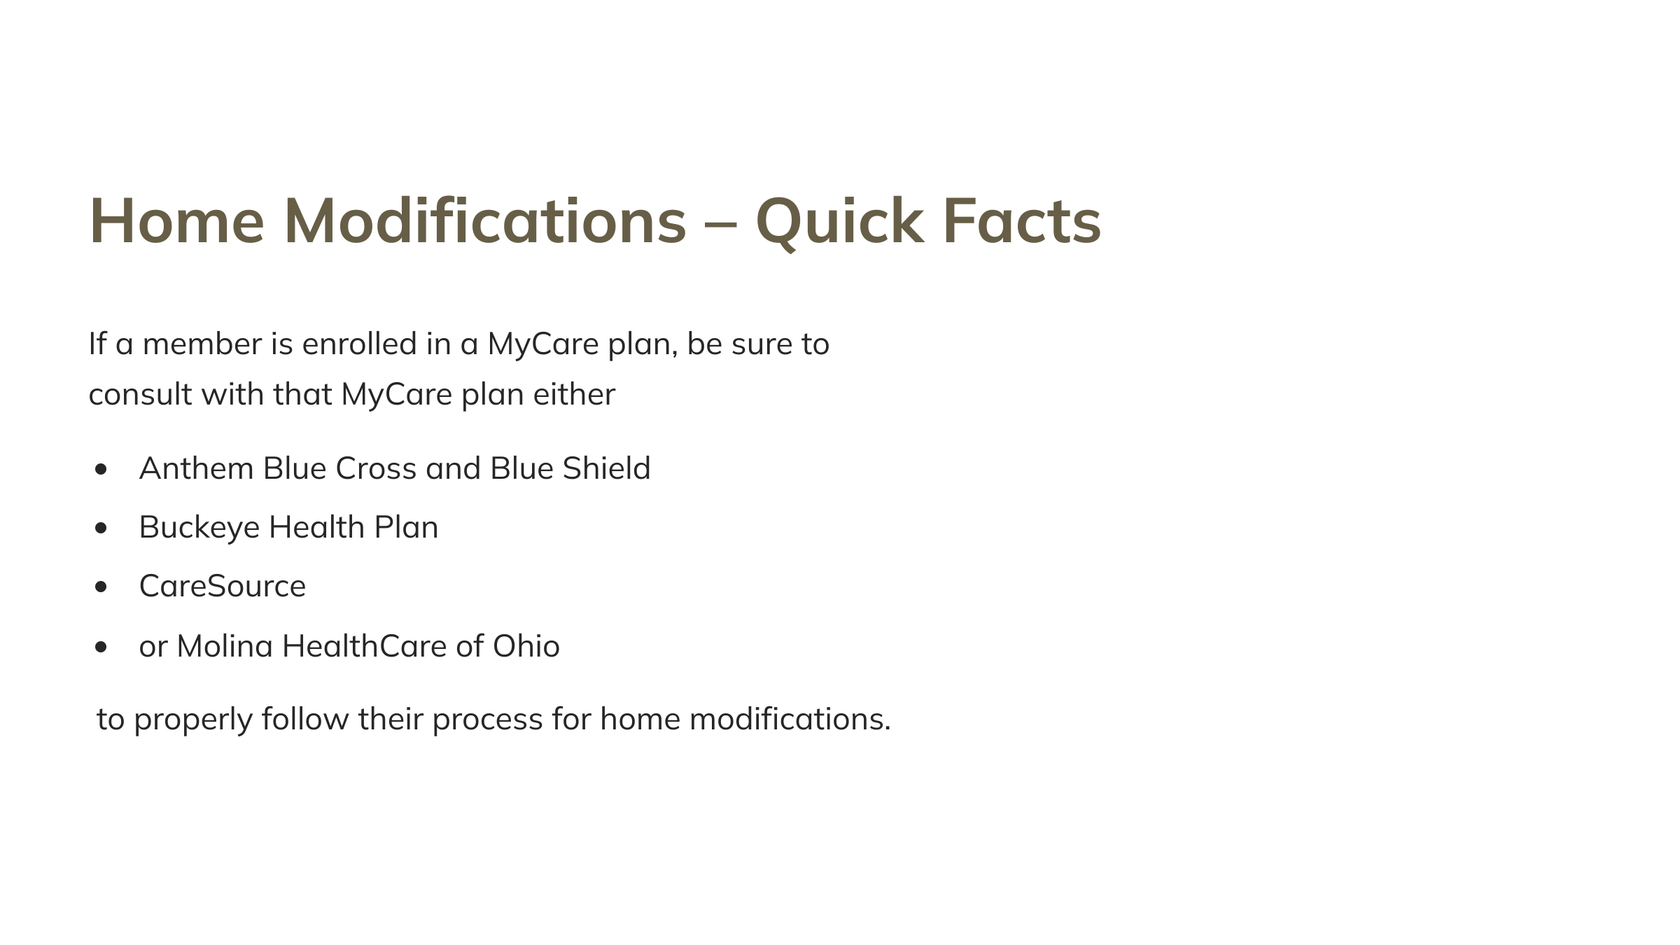 Home Modifications – Quick Facts
If a member is enrolled in a MyCare plan, be sure to
consult with that MyCare plan either
• Anthem Blue Cross and Blue Shield
• Buckeye Health Plan
• CareSource
• or Molina HealthCare of Ohio
to properly follow their process for home modifications.